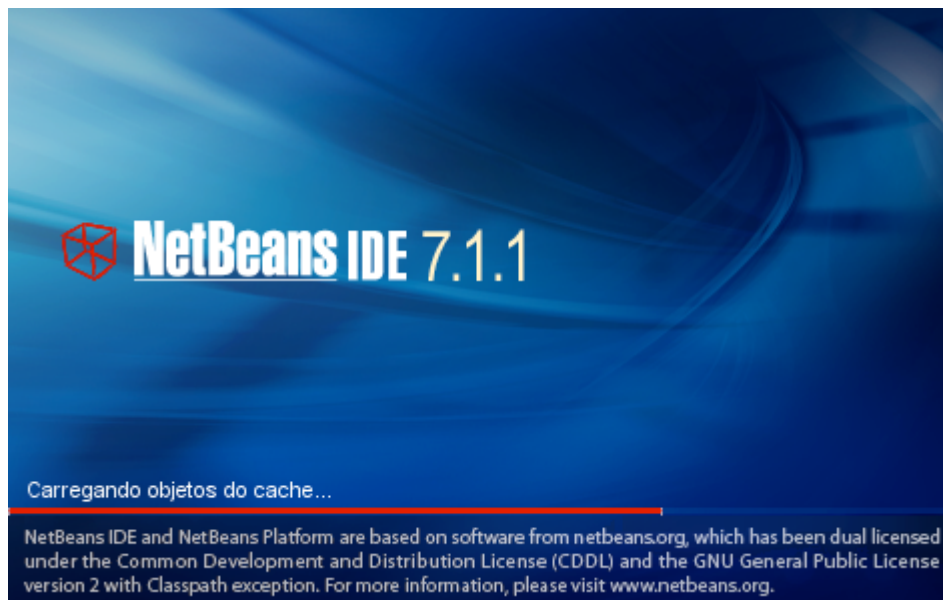 NetBeans IDE 7.1.1
Carregando objetos do cache...
NetBeans IDE and NetBeans Platform are based on software from netbeans.org, which has been dual licensed
under the Common Development and Distribution License (CDDL) and the GNU General Public License
version 2 with Classpath exception. For more information, please visit www.netbeans.org.